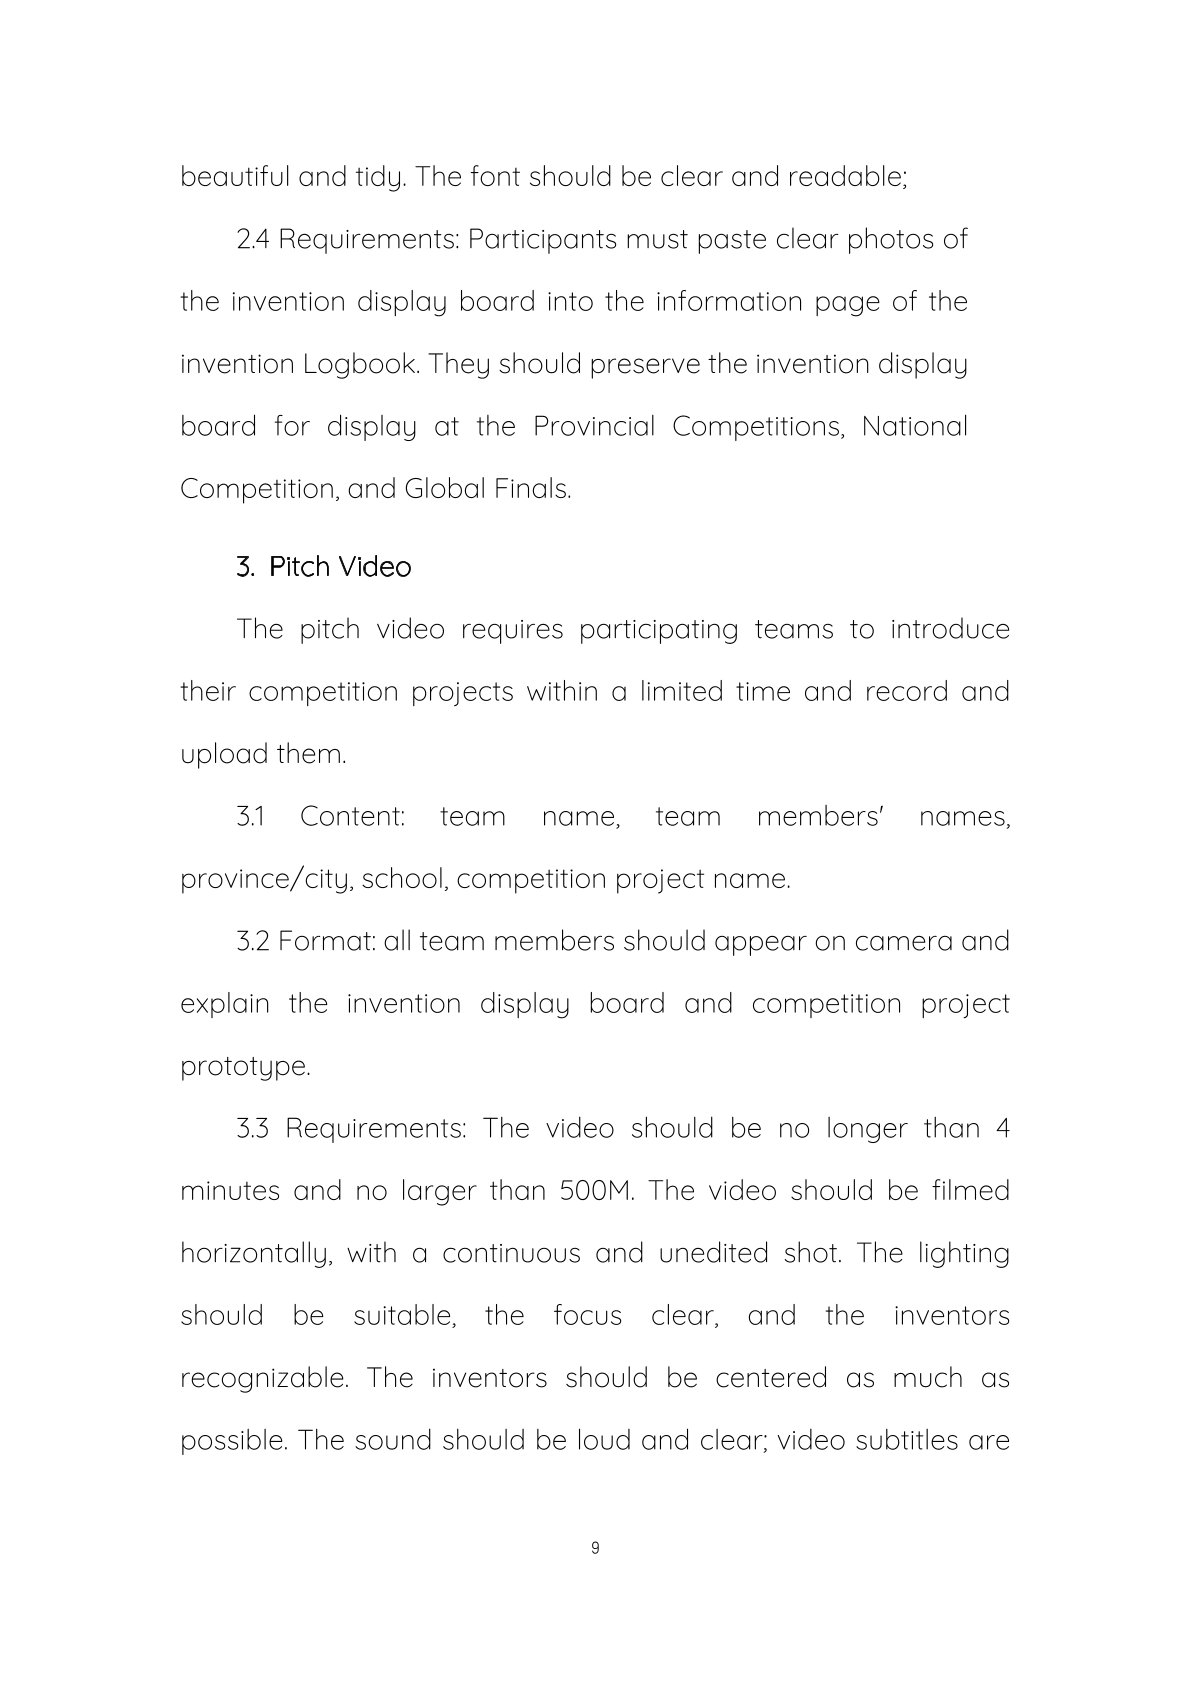 beautiful and tidy. The font should be clear and readable;
2.4 Requirements: Participants must paste clear photos of
the invention display board into the information page of the
invention Logbook. They should preserve the invention display
board for display at the Provincial Competitions, National
Competition, and Global Finals.
3. Pitch Video
The pitch video requires participating teams to introduce
their competition projects within a limited time and record and
upload them.
3.1 Content: team name, team members' names,
province/city, school, competition project name.
3.2 Format: all team members should appear on camera and
explain the invention display board and competition project
prototype.
3.3 Requirements: The video should be no longer than 4
minutes and no larger than 500M. The video should be filmed
horizontally, with a continuous and unedited shot. The lighting
should be suitable, the focus clear, and the inventors
recognizable. The inventors should be centered as much as
possible. The sound should be loud and clear; video subtitles are
9